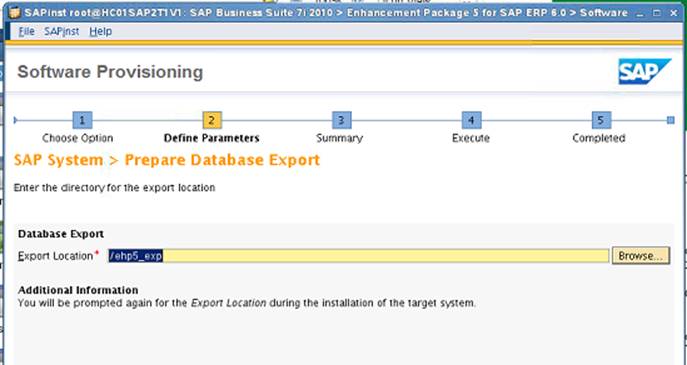 SAPinst root@HC01SAP2T1V1: SAP Business Suite 7i 2010 > Enhancement Package 5 for SAP ERP 6.0 > Software
File SAPinst Help
Software Provisioning
SAP
1 2 3 4 5
Choose Option Define Parameters Summary Execute Completed
SAP System > Prepare Database Export
Enter the directory for the export location
Database Export
Export Location* /ehp5_exp Browse...
Additional Information
You will be prompted again for the Export Location during the installation of the target system.